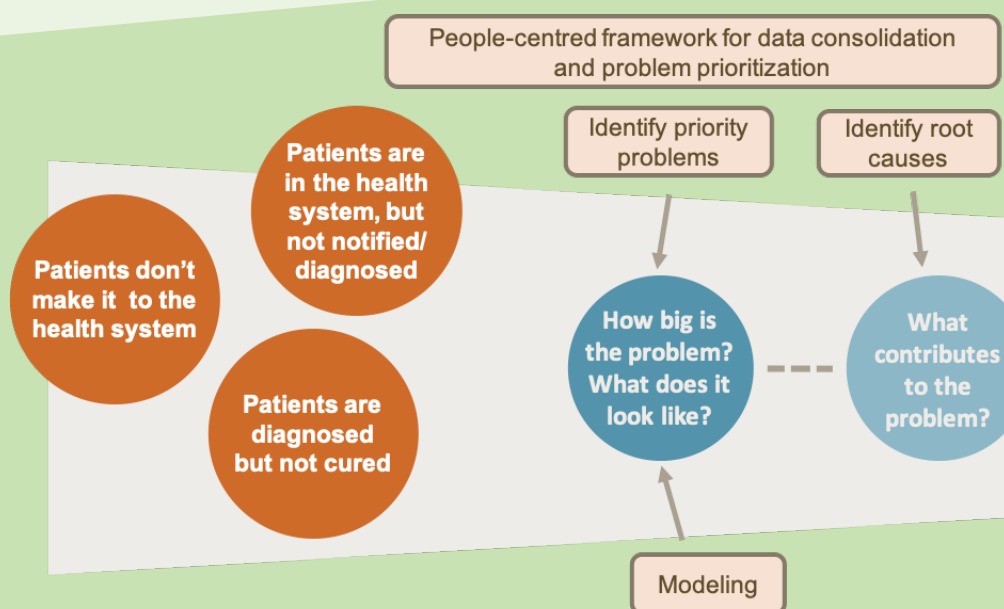 People-centred framework for data consolidation
and problem prioritization
Identify priority
problems
Identify root
causes
Patients are
in the health
system, but
not notified/
diagnosed
Patients don’t
make it to the
health system
Patients are
diagnosed
but not cured
How big is
the problem?
What does it
look like?
What
contributes
to the
problem?
Modeling